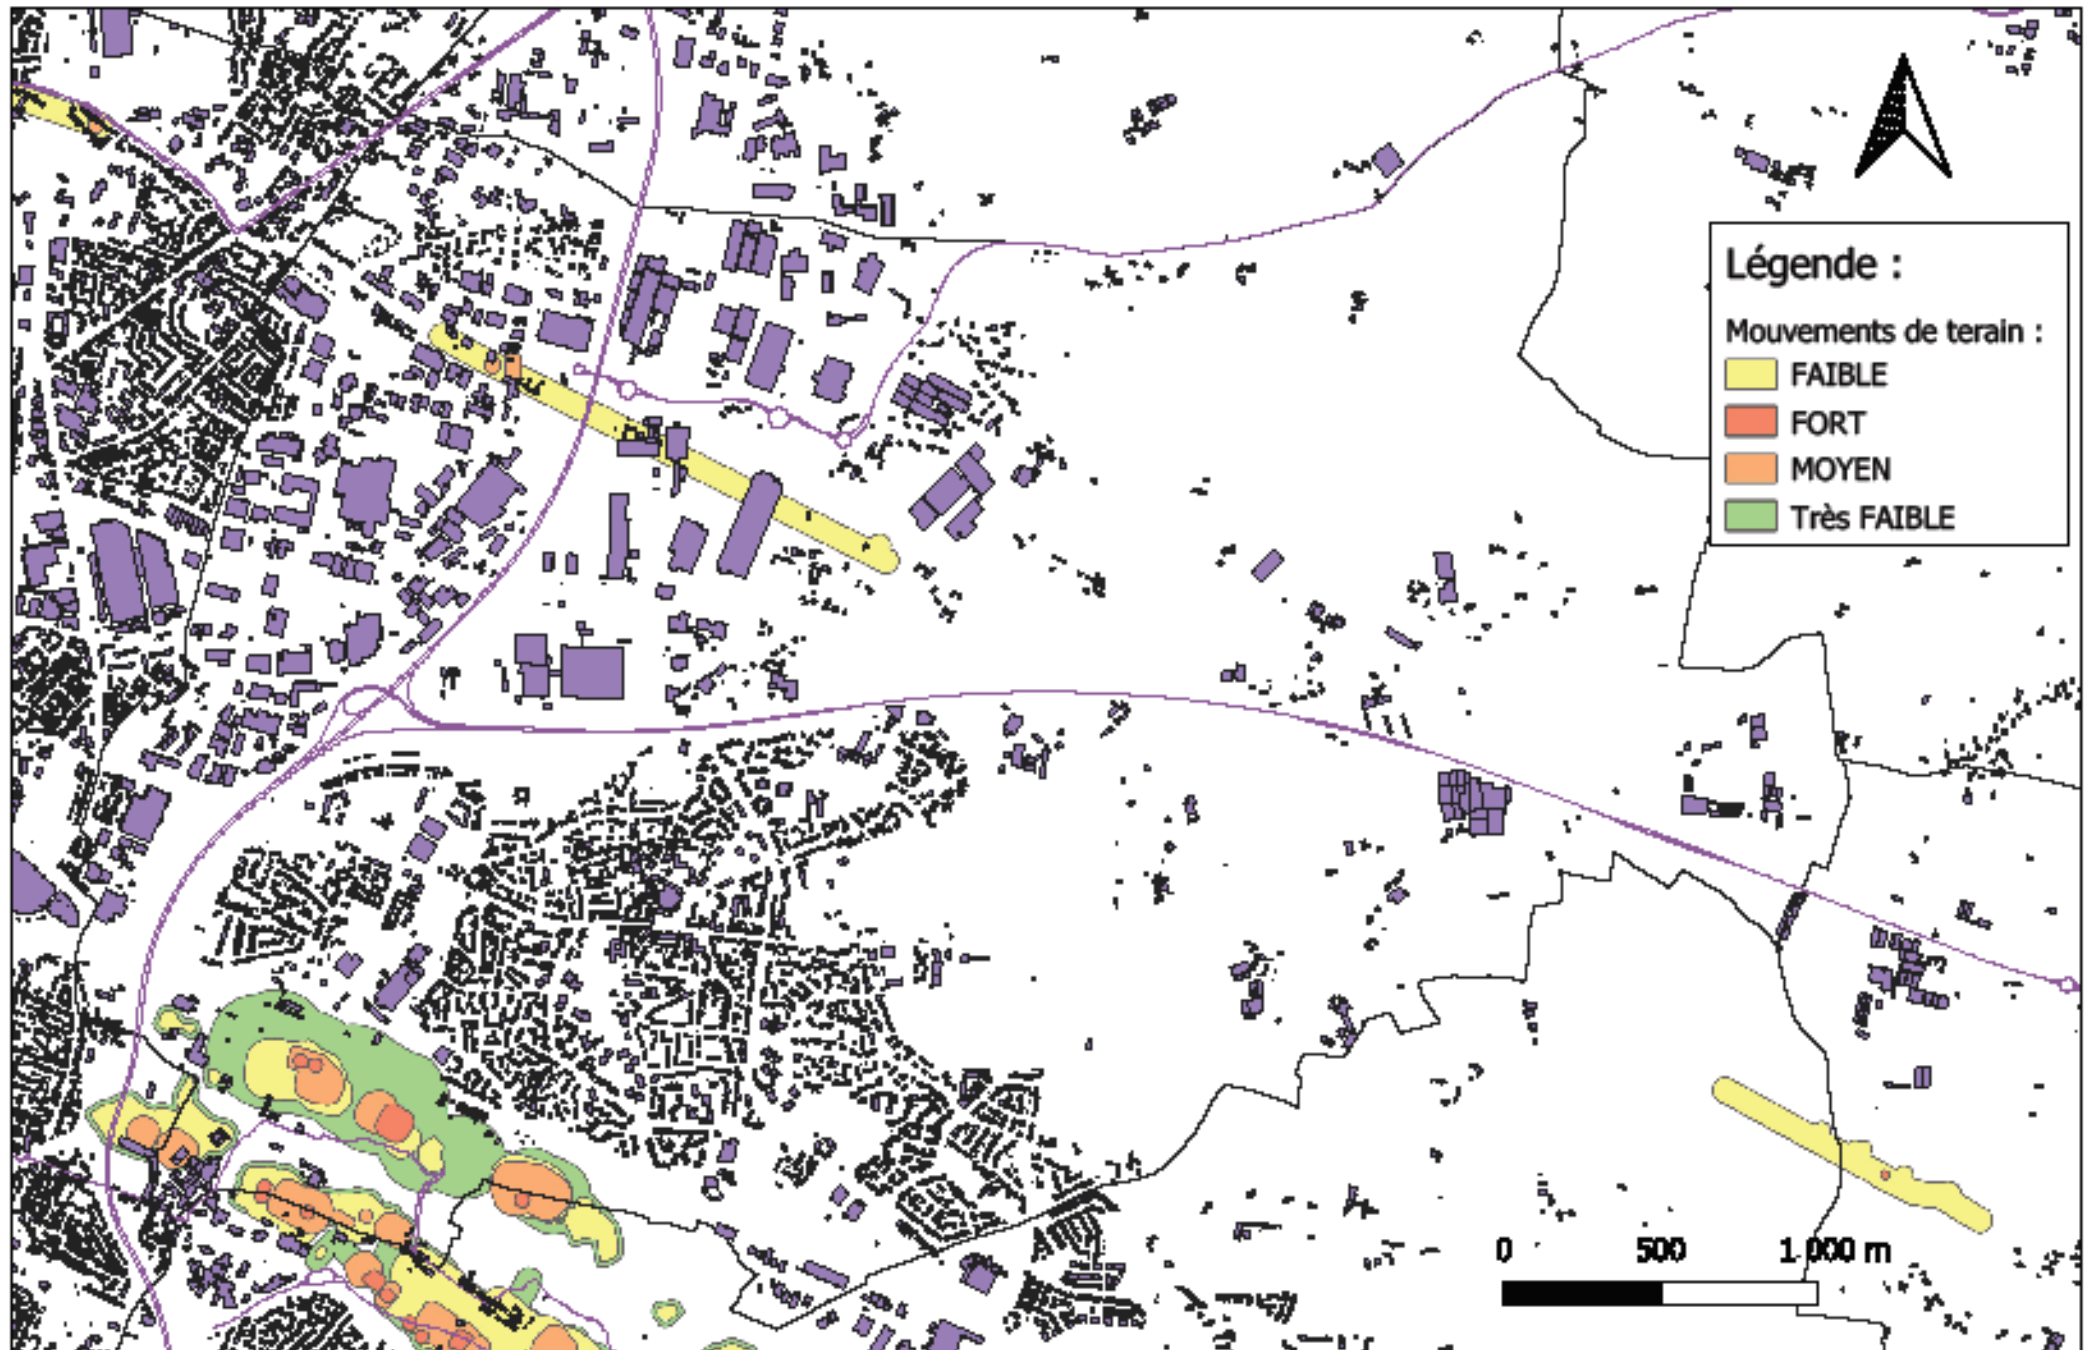 Légende :
Mouvements de terain :
FAIBLE
FORT
MOYEN
Très FAIBLE
0 500 1 000 m